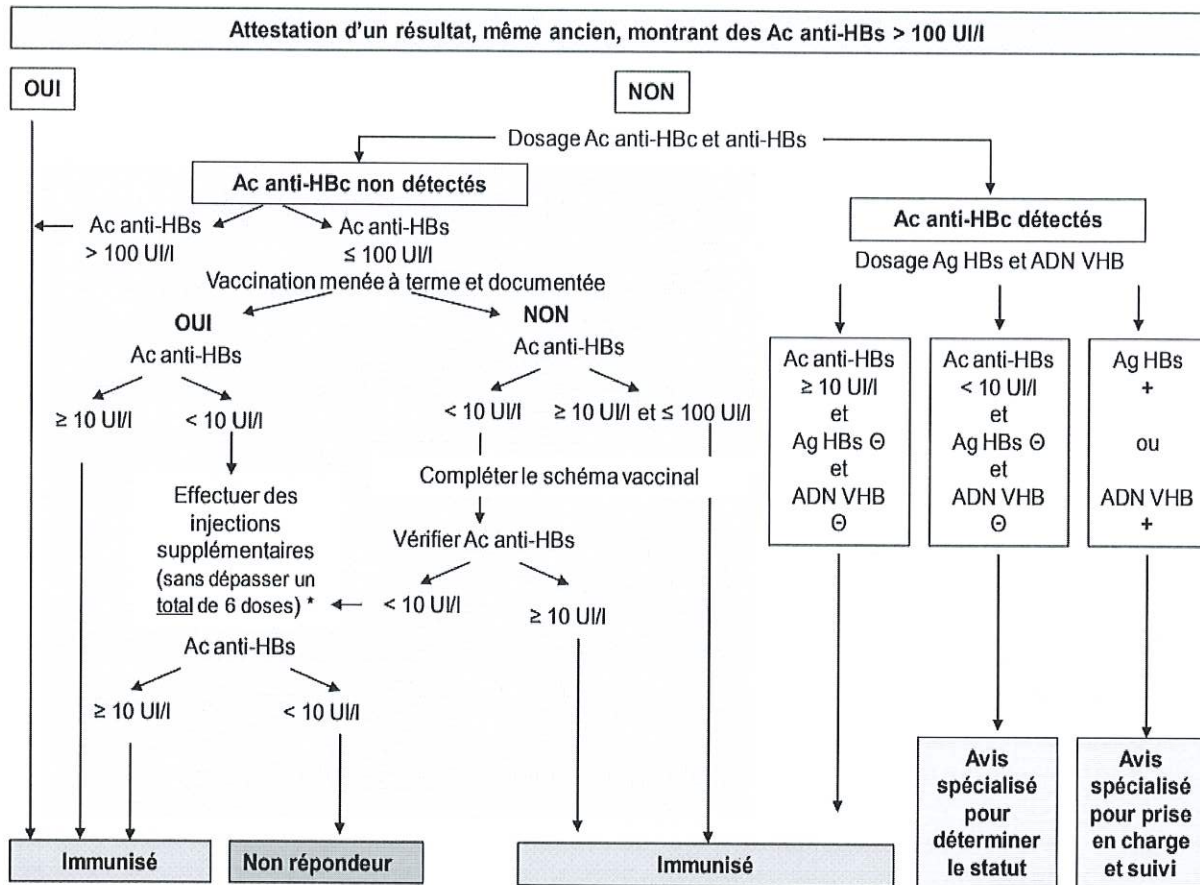 Attestation d'un résultat, même ancien, montrant des Ac anti-HBs > 100 UI/l
OUI
NON
Dosage Ac anti-HBc et anti-HBs
Ac anti-HBc non détectés
Ac anti-HBs
> 100 UI/l
Ac anti-HBs
≤ 100 UI/l
Vaccination menée à terme et documentée
OUI
Ac anti-HBs
≥ 10 UI/l
< 10 UI/l
Effectuer des
injections
supplémentaires
(sans dépasser un
total de 6 doses) *
Ac anti-HBs
≥ 10 UI/l
< 10 UI/l
NON
Ac anti-HBs
< 10 UI/l
≥ 10 UI/l et ≤ 100 UI/l
Compléter le schéma vaccinal
Vérifier Ac anti-HBs
< 10 UI/l
≥ 10 UI/l
Ac anti-HBc détectés
Dosage Ag HBs et ADN VHB
Ac anti-HBs
≥ 10 UI/l
et
Ag HBs Θ
et
ADN VHB
Θ
Ac anti-HBs
< 10 UI/l
et
Ag HBs Θ
et
ADN VHB
Θ
Ag HBs
+
ou
ADN VHB
+
Immunisé
Non répondeur
Immunisé
Avis
spécialisé
pour
déterminer
le statut
Avis
spécialisé
pour prise
en charge
et suivi